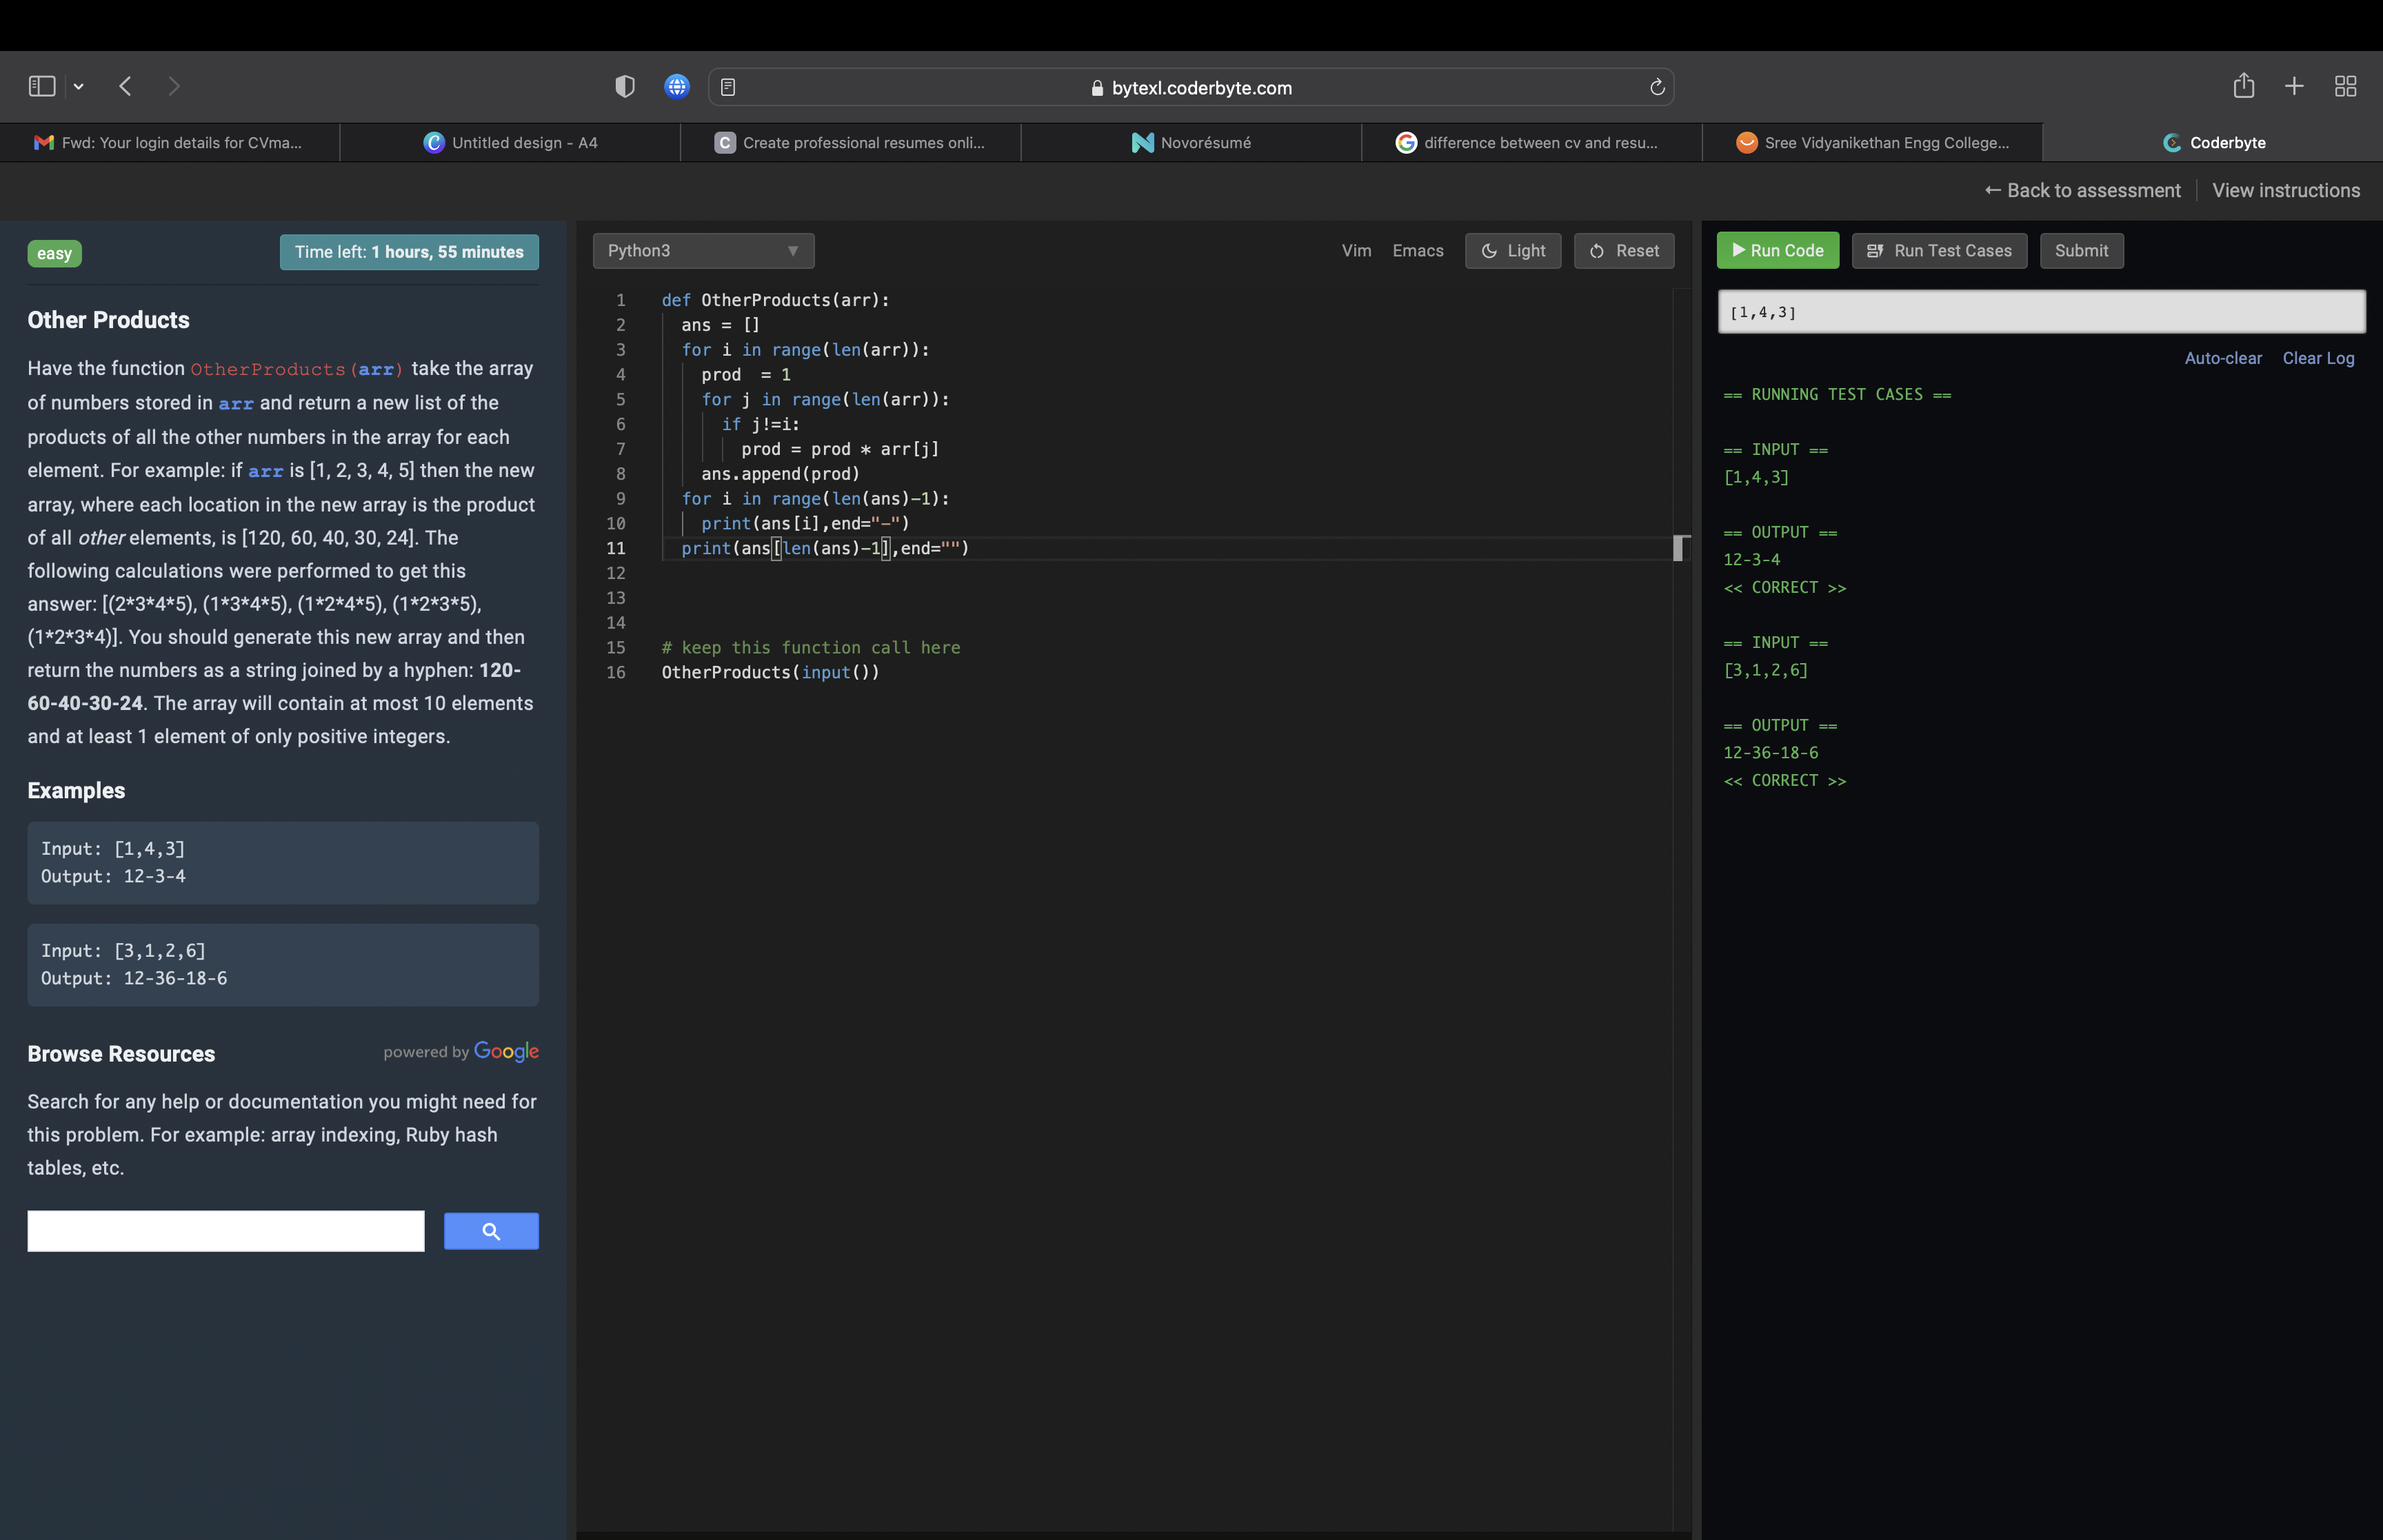 bytexl.coderbyte.com
Fwd: Your login details for CVma...
Untitled design - A4
C Create professional resumes onli...
Novorésumé
difference between cv and resu...
Sree Vidyanikethan Engg College...
Coderbyte
← Back to assessment
View instructions
easy
Time left: 1 hours, 55 minutes
Other Products
Have the function OtherProducts(arr) take the array
of numbers stored in arr and return a new list of the
products of all the other numbers in the array for each
element. For example: if arr is [1, 2, 3, 4, 5] then the new
array, where each location in the new array is the product
of all other elements, is [120, 60, 40, 30, 24]. The
following calculations were performed to get this
answer: [(2*3*4*5), (1*3*4*5), (1*2*4*5), (1*2*3*5),
(1*2*3*4)]. You should generate this new array and then
return the numbers as a string joined by a hyphen: 120-
60-40-30-24. The array will contain at most 10 elements
and at least 1 element of only positive integers.
Examples
Input: [1,4,3]
Output: 12-3-4
Input: [3,1,2,6]
Output: 12-36-18-6
Browse Resources
powered by Google
Search for any help or documentation you might need for
this problem. For example: array indexing, Ruby hash
tables, etc.
Python3
Vim
Emacs
Light
Reset
1 def OtherProducts(arr):
2 ans = []
3 for i in range(len(arr)):
4 prod  = 1
5 for j in range(len(arr)):
6 if j!=i:
7 prod = prod * arr[j]
8 ans.append(prod)
9 for i in range(len(ans)-1):
10 print(ans[i],end="-")
11 print(ans[len(ans)-1],end="")
12
13
14
15 # keep this function call here
16 OtherProducts(input())
Run Code
Run Test Cases
Submit
[1,4,3]
Auto-clear
Clear Log
== RUNNING TEST CASES ==
== INPUT ==
[1,4,3]
== OUTPUT ==
12-3-4
<< CORRECT >>
== INPUT ==
[3,1,2,6]
== OUTPUT ==
12-36-18-6
<< CORRECT >>